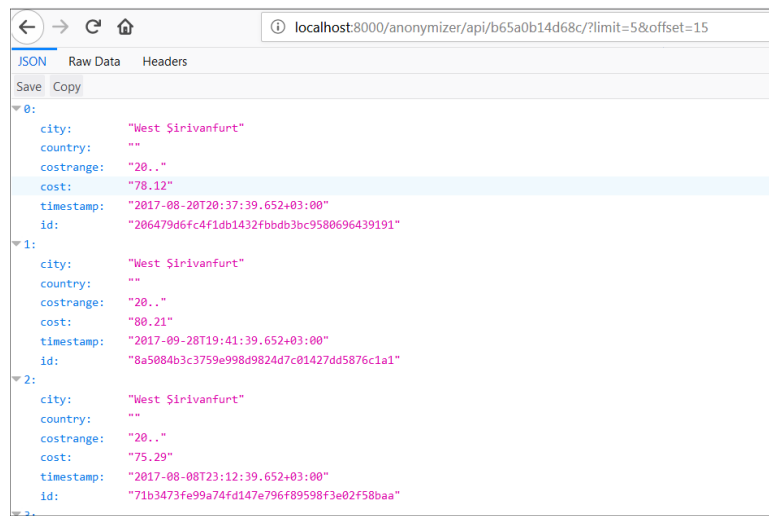 localhost:8000/anonymizer/api/b65a0b14d68c/?limit=5&offset=15
JSON Raw Data Headers
Save Copy
0:
city: "West Şirivanfurt"
country: ""
costrange: "20.."
cost: "78.12"
timestamp: "2017-08-20T20:37:39.652+03:00"
id: "206479d6fc4f1db1432fbbdb3bc9580696439191"
1:
city: "West Şirivanfurt"
country: ""
costrange: "20.."
cost: "80.21"
timestamp: "2017-09-28T19:41:39.652+03:00"
id: "8a5084b3c3759e998d9824d7c01427dd5876c1a1"
2:
city: "West Şirivanfurt"
country: ""
costrange: "20.."
cost: "75.29"
timestamp: "2017-08-08T23:12:39.652+03:00"
id: "71b3473fe99a74fd147e796f89598f3e02f58baa"
3: